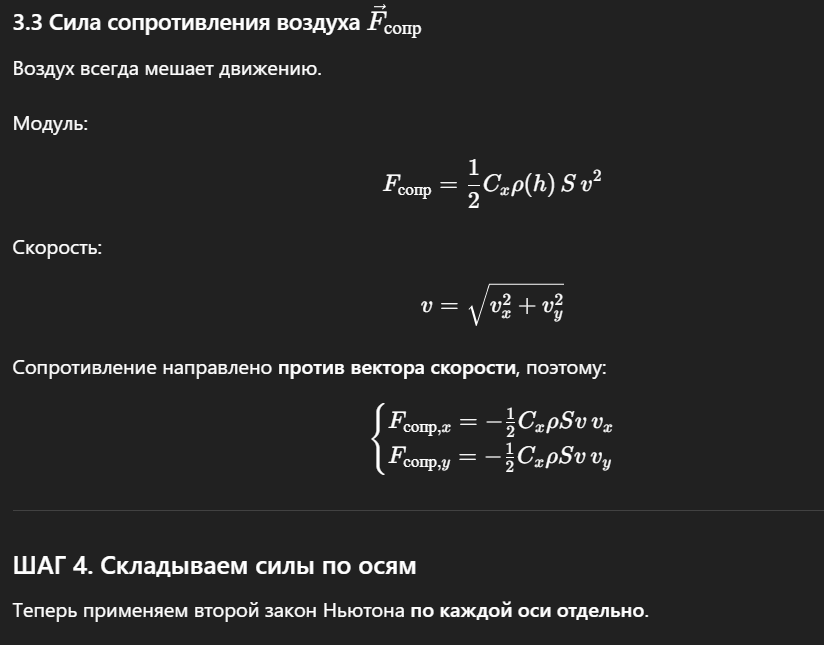 3.3 Сила сопротивления воздуха $\vec{F}_{\text{сопр}}$
Воздух всегда мешает движению.
Модуль:
$F_{\text{сопр}} = \frac{1}{2} C_x \rho(h) \, S \, v^2$
Скорость:
$v = \sqrt{v_x^2 + v_y^2}$
Сопротивление направлено против вектора скорости, поэтому:
$\begin{cases} F_{\text{сопр},x} = -\frac{1}{2} C_x \rho S v \, v_x \\ F_{\text{сопр},y} = -\frac{1}{2} C_x \rho S v \, v_y \end{cases}$
ШАГ 4. Складываем силы по осям
Теперь применяем второй закон Ньютона по каждой оси отдельно.